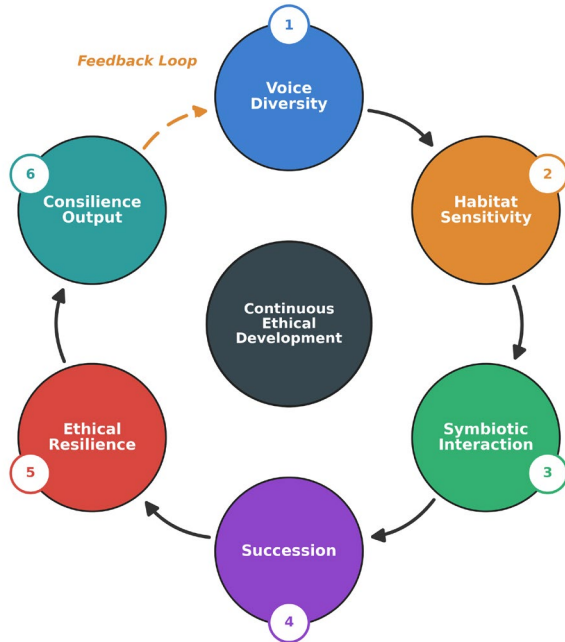 1
Feedback Loop
Voice
Diversity
6
2
Consilience
Output
Habitat
Sensitivity
Continuous
Ethical
Development
Ethical
Resilience
Symbiotic
Interaction
5
3
Succession
4